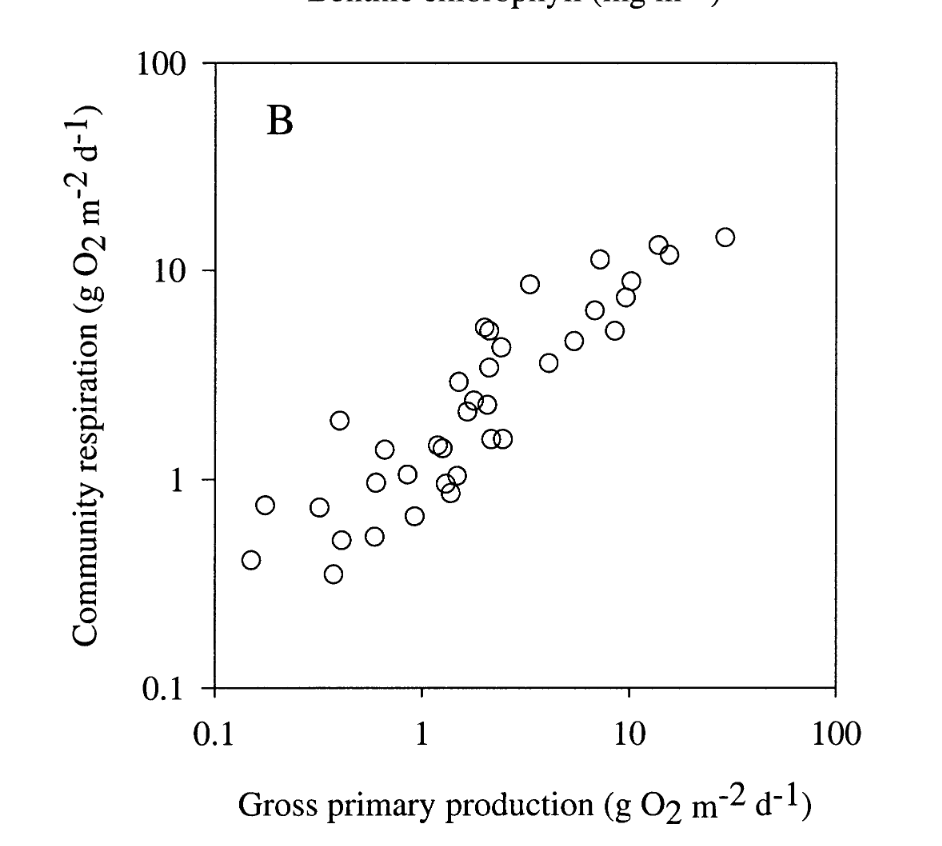 100
B
10
1
0.1
0.1 1 10 100
Community respiration (g O2 m-2 d-1)
Gross primary production (g O2 m-2 d-1)